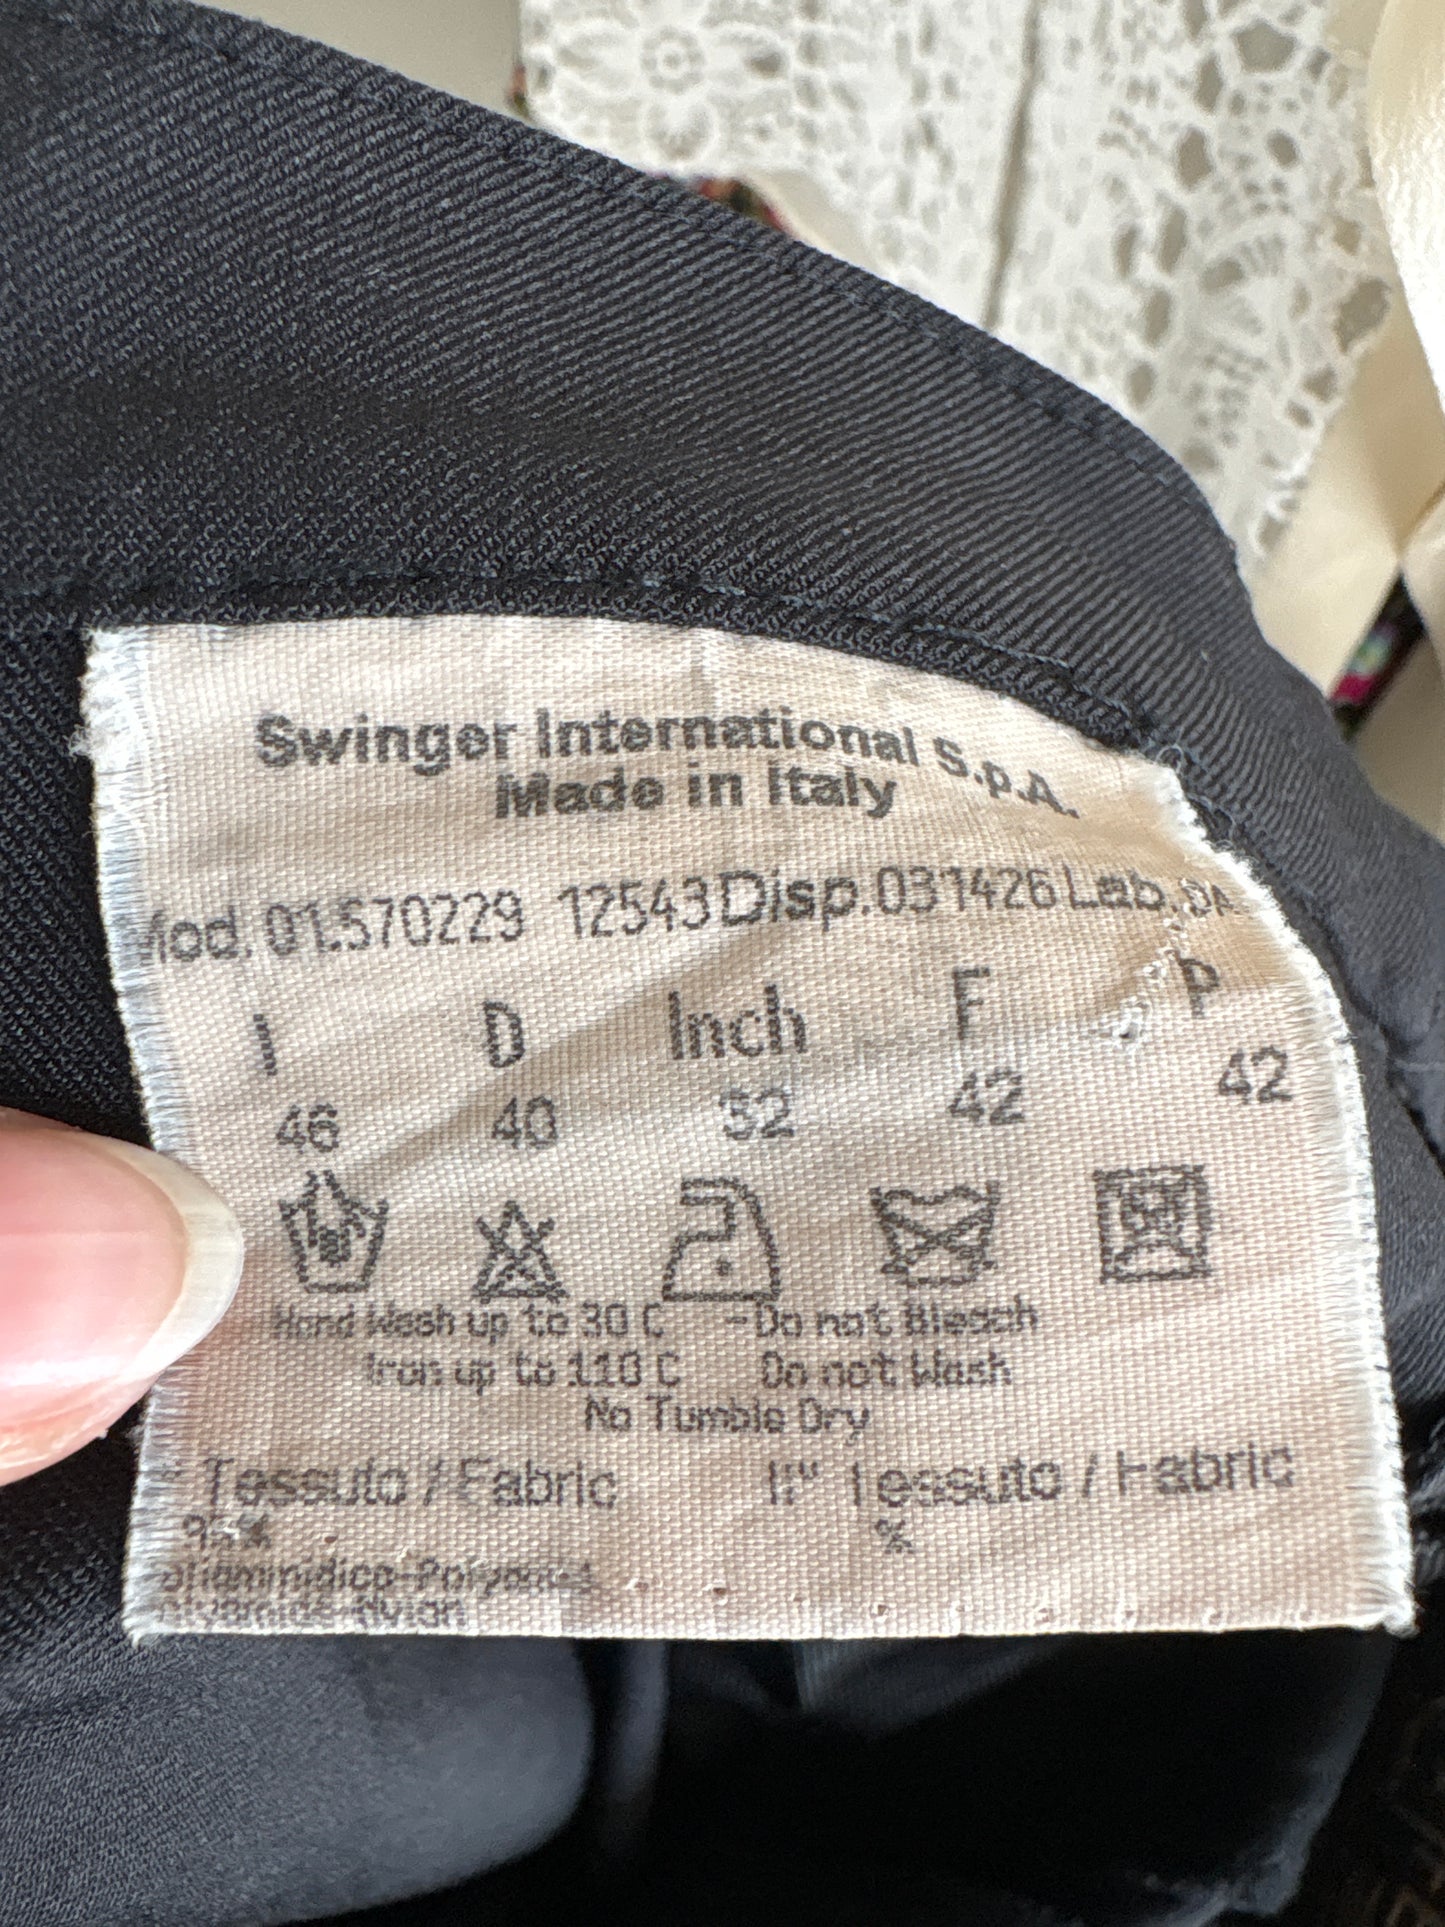 Swinger International S.p.A.
Made in Italy
Mod. 01.S70229 12543 Disp.031426 Lab.
I D Inch F P
46 40 32 42 42
Hand Wash up to 30 C - Do not Bleach
Iron up to 110 C Do not Wash
No Tumble Dry
Tessuto / Fabric II° Tessuto / Fabric
%